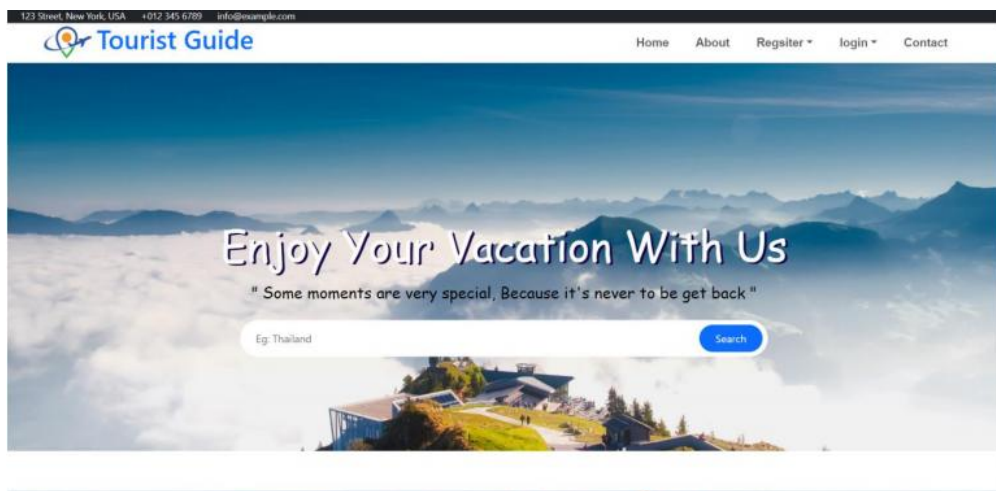 123 Street, New York, USA +012 345 6789 info@example.com
Tourist Guide
Home About Regsiter login Contact
Enjoy Your Vacation With Us
" Some moments are very special, Because it's never to be get back "
Eg: Thailand Search